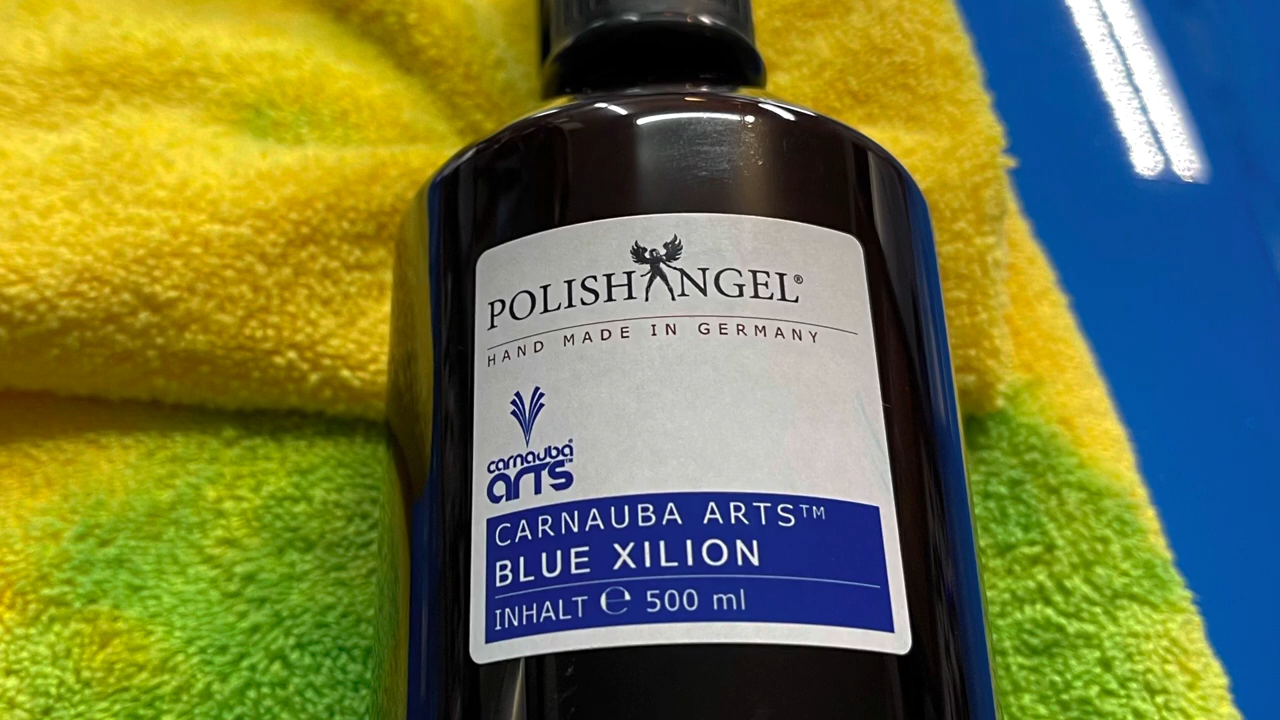 POLISHANGEL®
HAND MADE IN GERMANY
carnauba®
arts
CARNAUBA ARTS™
BLUE XILION
INHALT ℮ 500 ml